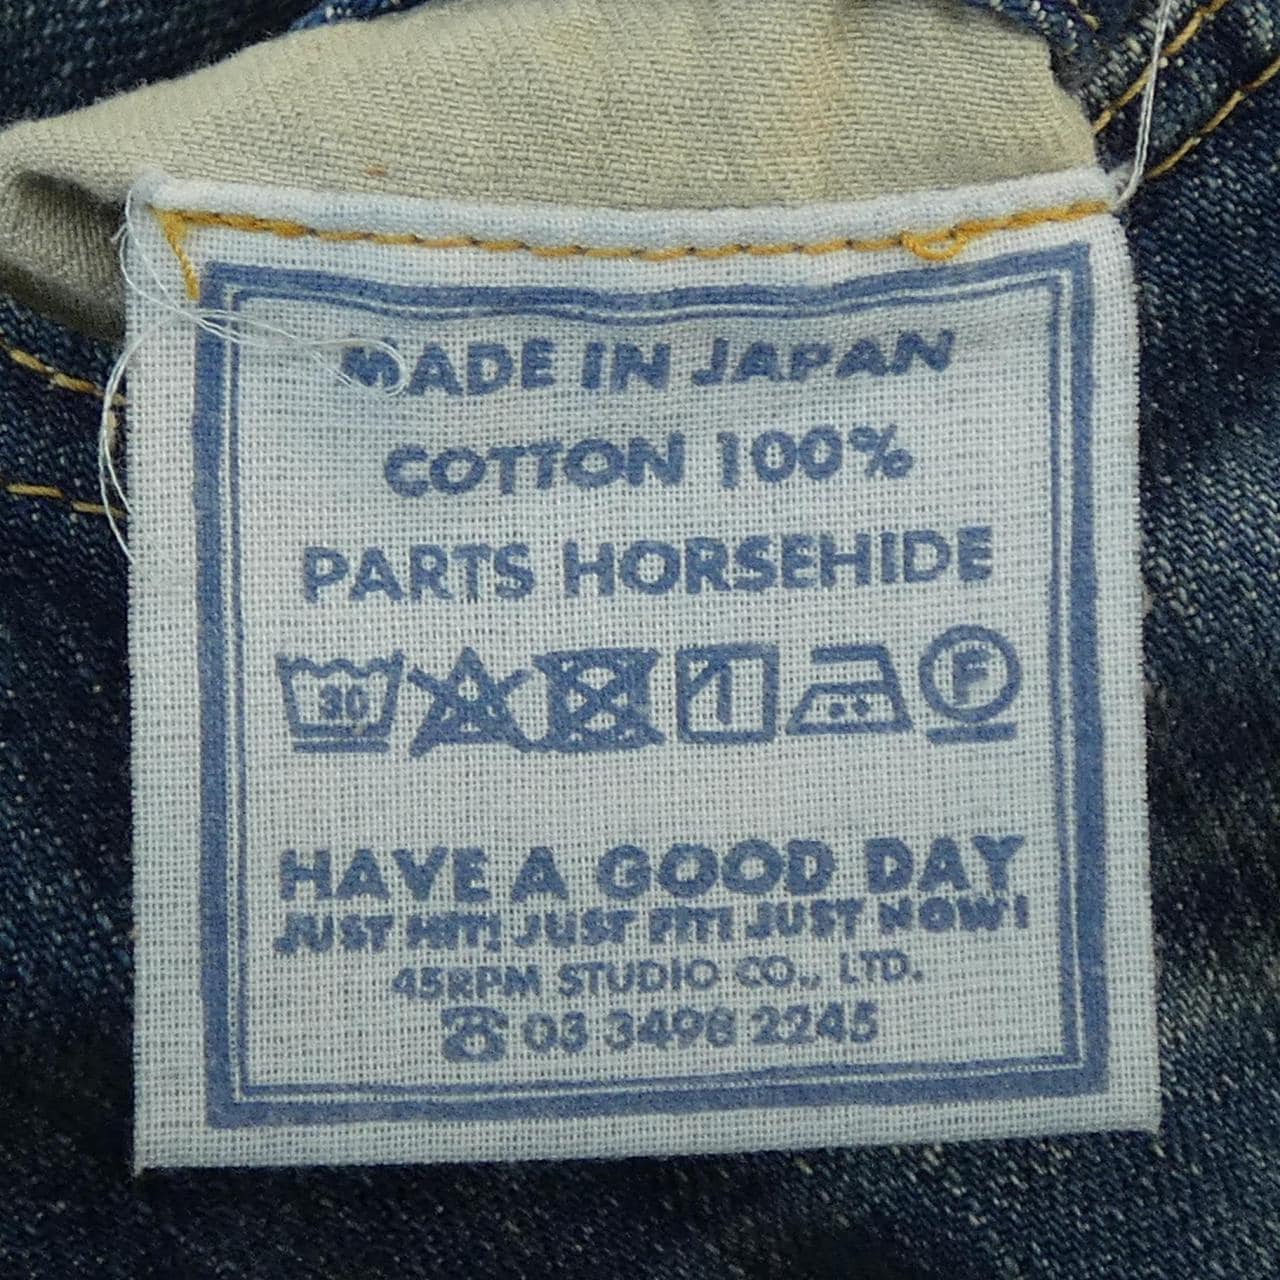 MADE IN JAPAN
COTTON 100%
PARTS HORSEHIDE
30 F
HAVE A GOOD DAY
JUST HIT! JUST FIT! JUST NOW!
45RPM STUDIO CO., LTD.
☎ 03 3498 2245